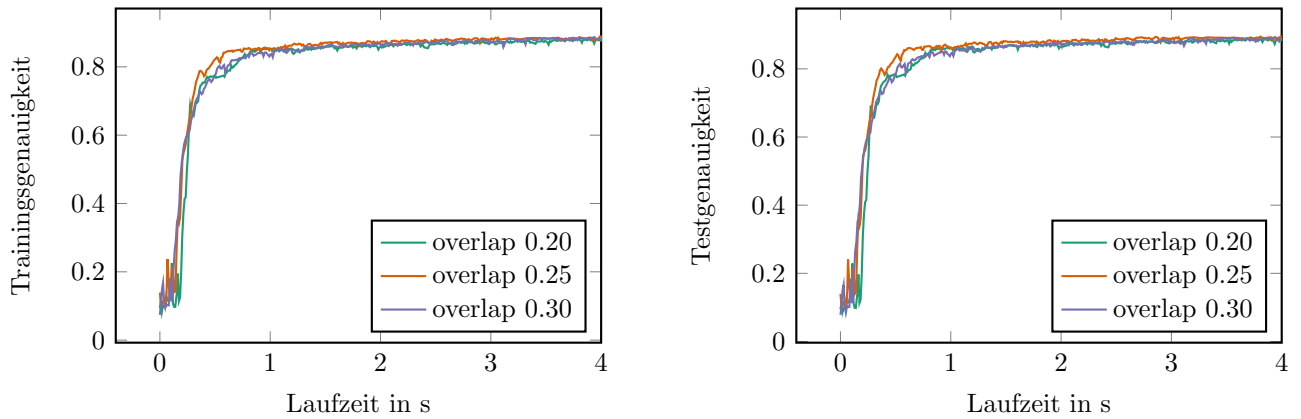 Trainingsgenauigkeit
0.8
0.6
0.4
0.2
0
overlap 0.20
overlap 0.25
overlap 0.30
0 1 2 3 4
Laufzeit in s
Testgenauigkeit
0.8
0.6
0.4
0.2
0
overlap 0.20
overlap 0.25
overlap 0.30
0 1 2 3 4
Laufzeit in s